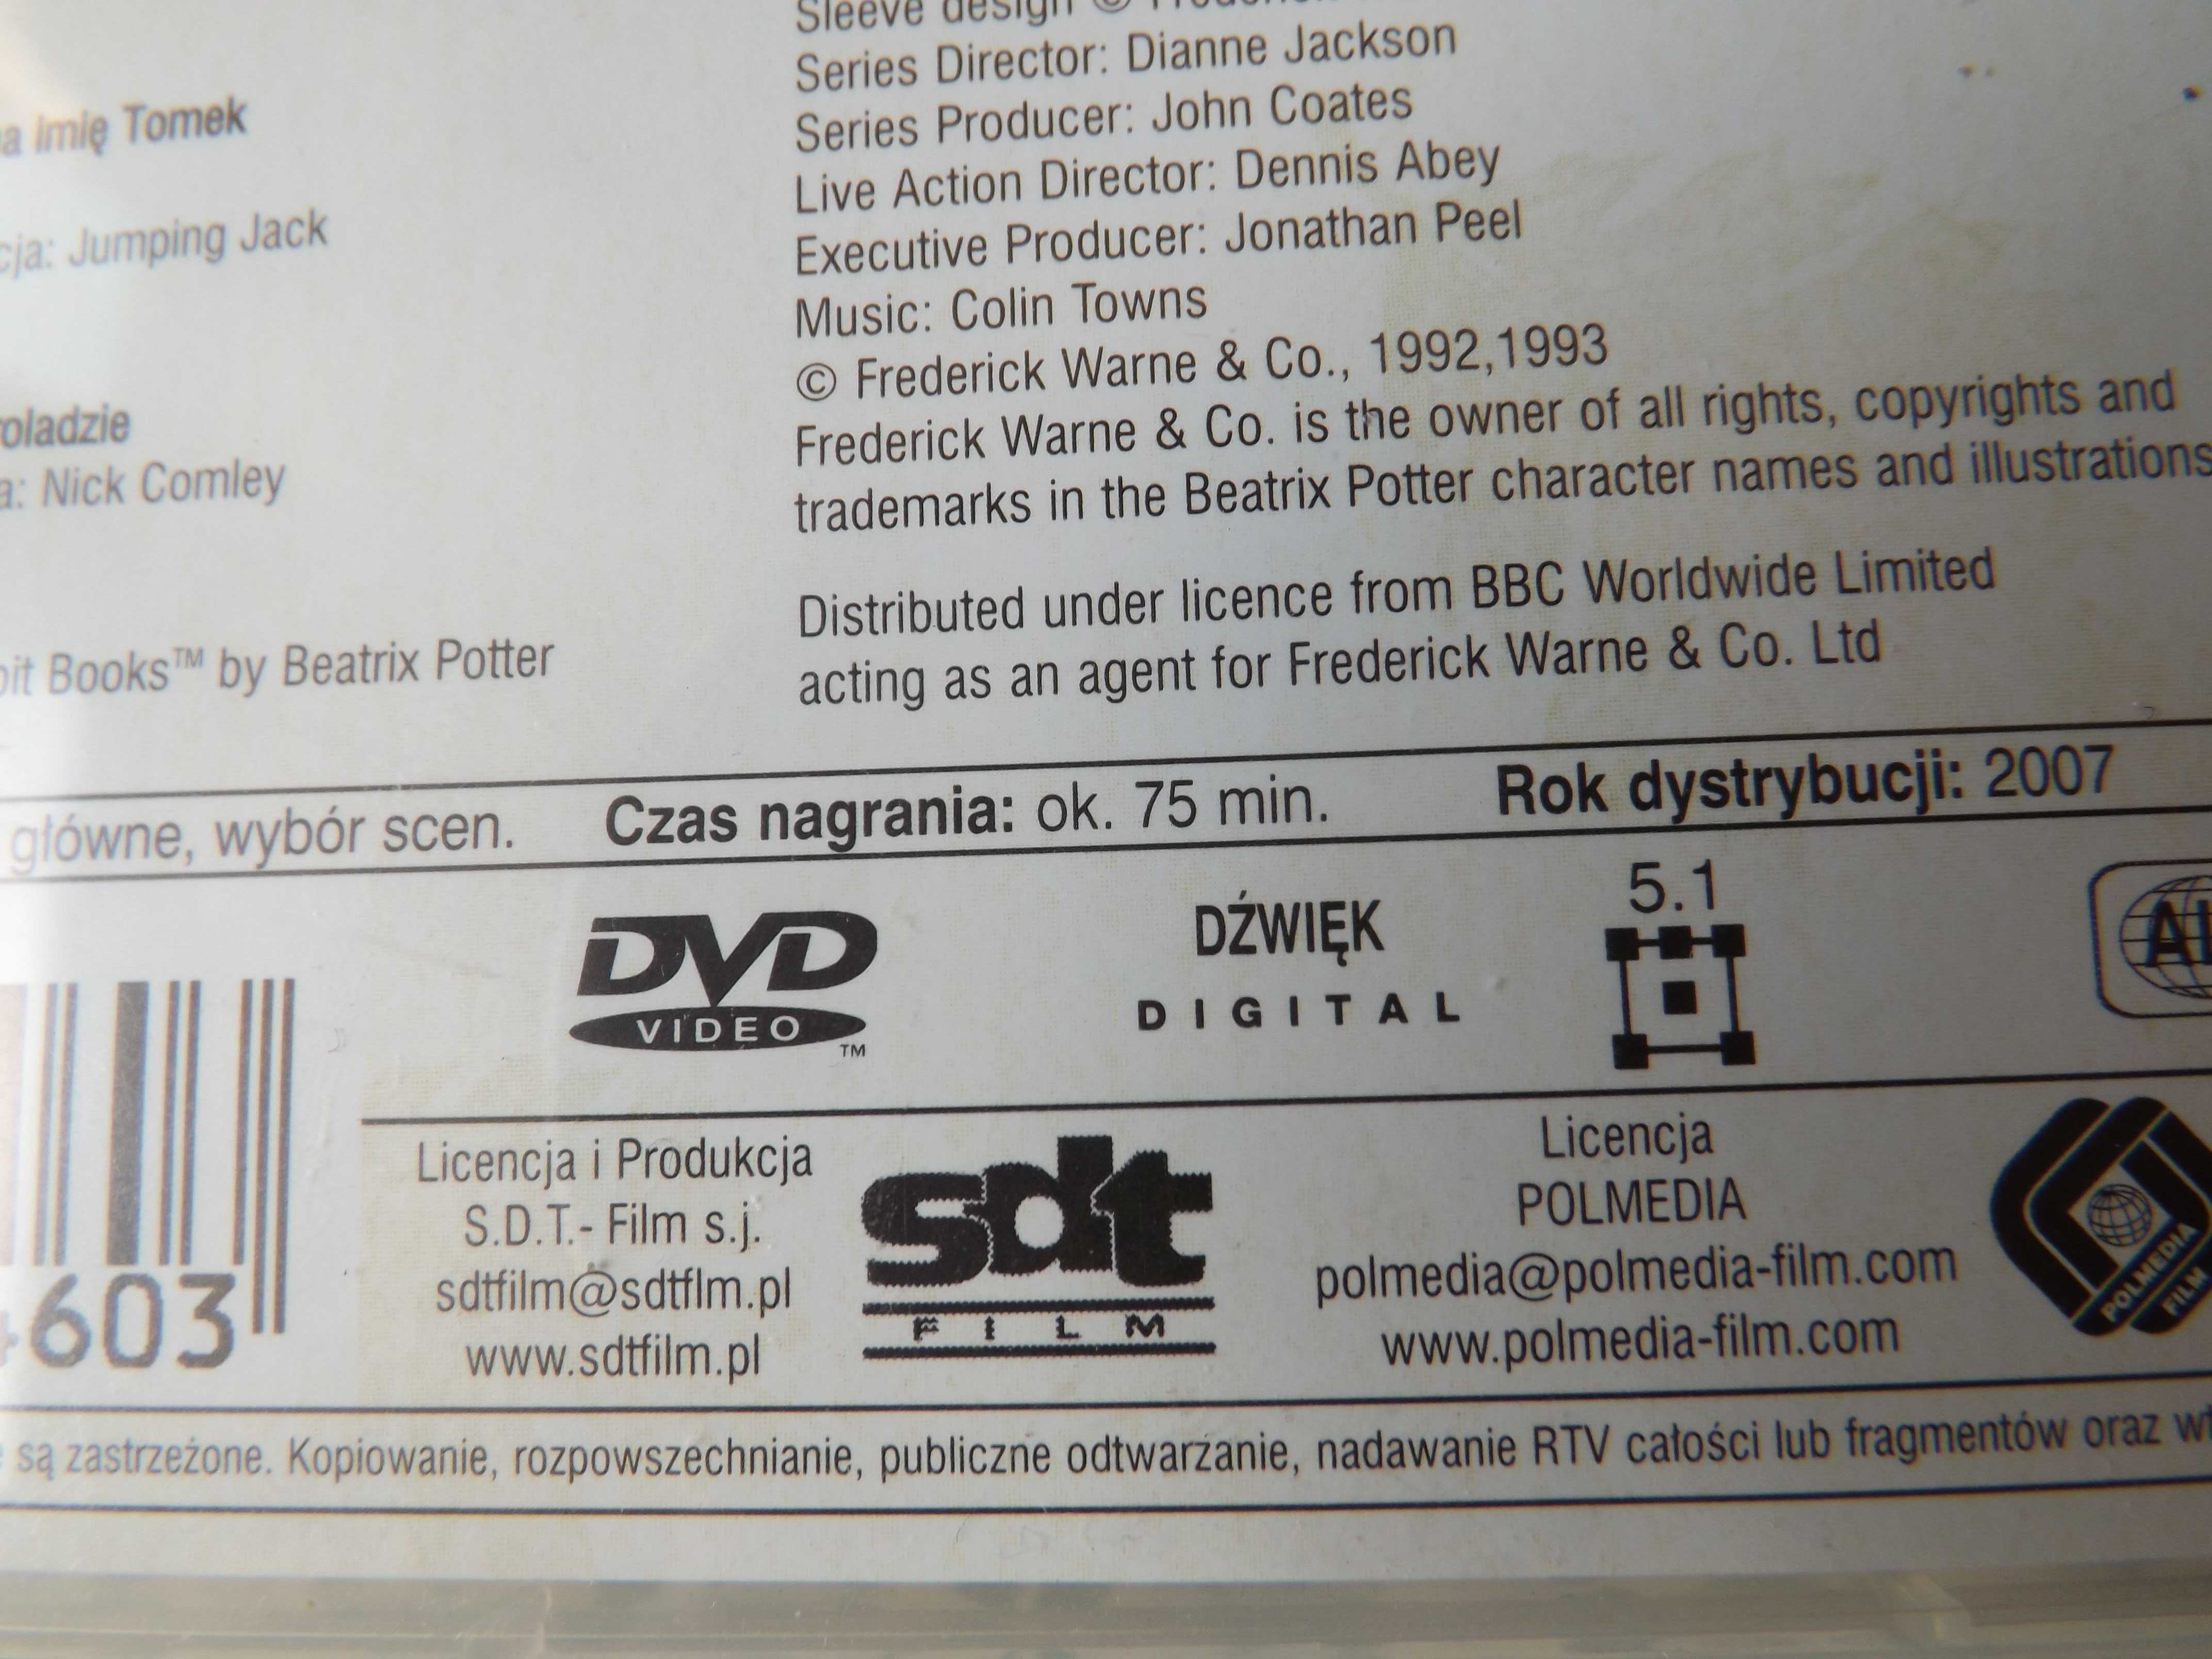 Sleeve design ©
Series Director: Dianne Jackson
Series Producer: John Coates
Live Action Director: Dennis Abey
Executive Producer: Jonathan Peel
Music: Colin Towns
© Frederick Warne & Co., 1992,1993
Frederick Warne & Co. is the owner of all rights, copyrights and
trademarks in the Beatrix Potter character names and illustrations
Distributed under licence from BBC Worldwide Limited
acting as an agent for Frederick Warne & Co. Ltd
Imię Tomek
cja: Jumping Jack
roladzie
a: Nick Comley
bit Books™ by Beatrix Potter
główne, wybór scen. Czas nagrania: ok. 75 min. Rok dystrybucji: 2007
DVD
VIDEO
TM
DŹWIĘK
DIGITAL
5.1
603
Licencja i Produkcja
S.D.T.- Film s.j.
sdtfilm@sdtflm.pl
www.sdtfilm.pl
sdt
FILM
Licencja
POLMEDIA
polmedia@polmedia-film.com
www.polmedia-film.com
POLMEDIA
FILM
są zastrzeżone. Kopiowanie, rozpowszechnianie, publiczne odtwarzanie, nadawanie RTV całości lub fragmentów oraz